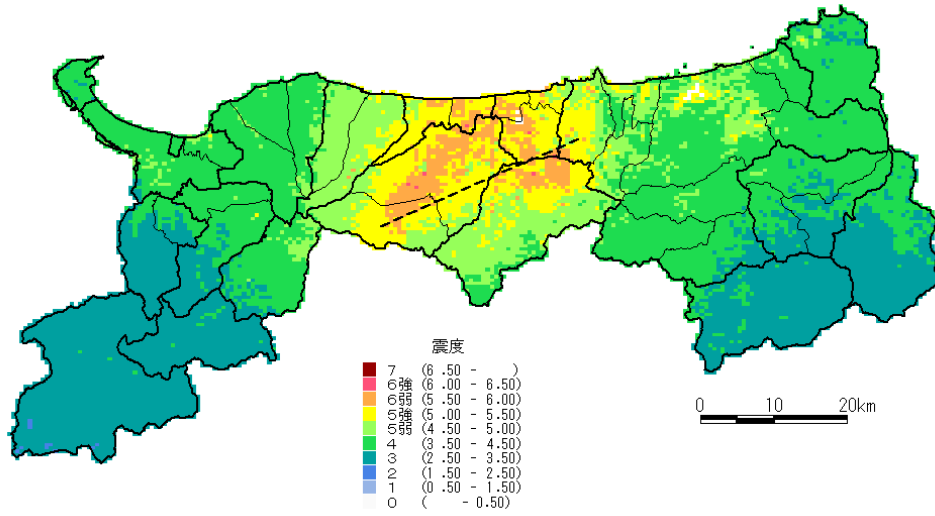 震度
7 (6.50 - )
6強 (6.00 - 6.50)
6弱 (5.50 - 6.00)
5強 (5.00 - 5.50)
5弱 (4.50 - 5.00)
4 (3.50 - 4.50)
3 (2.50 - 3.50)
2 (1.50 - 2.50)
1 (0.50 - 1.50)
0 ( - 0.50)
0 10 20km